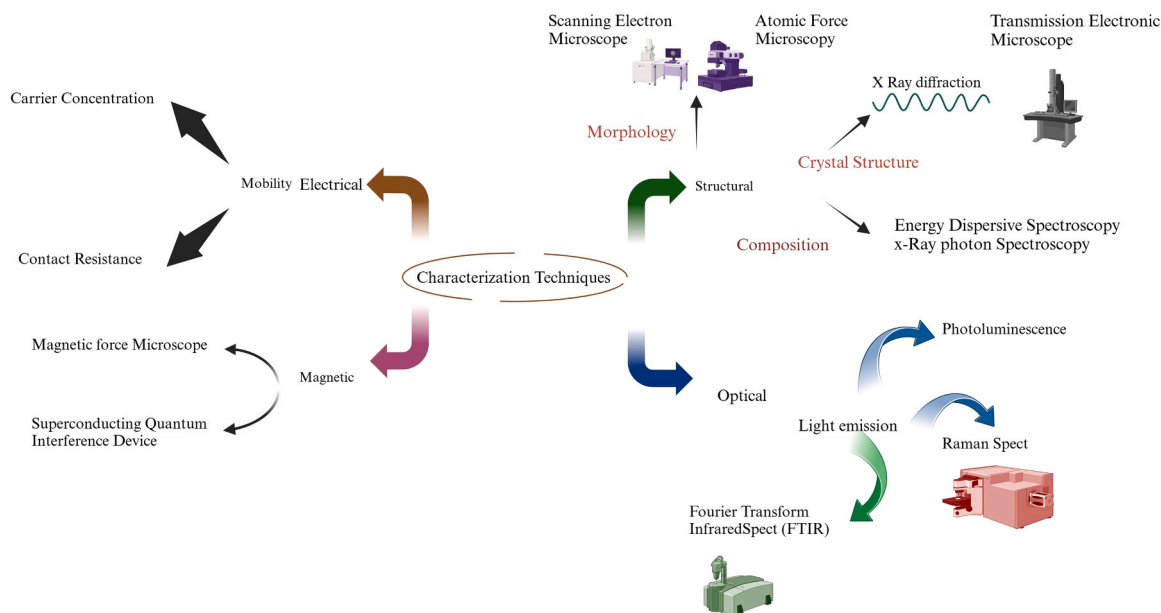 Scanning Electron
Microscope
Atomic Force
Microscopy
Transmission Electronic
Microscope
X Ray diffraction
Carrier Concentration
Morphology
Crystal Structure
Mobility
Electrical
Structural
Energy Dispersive Spectroscopy
x-Ray photon Spectroscopy
Composition
Contact Resistance
Characterization Techniques
Photoluminescence
Magnetic force Microscope
Magnetic
Optical
Superconducting Quantum
Interference Device
Light emission
Raman Spect
Fourier Transform
InfraredSpect (FTIR)